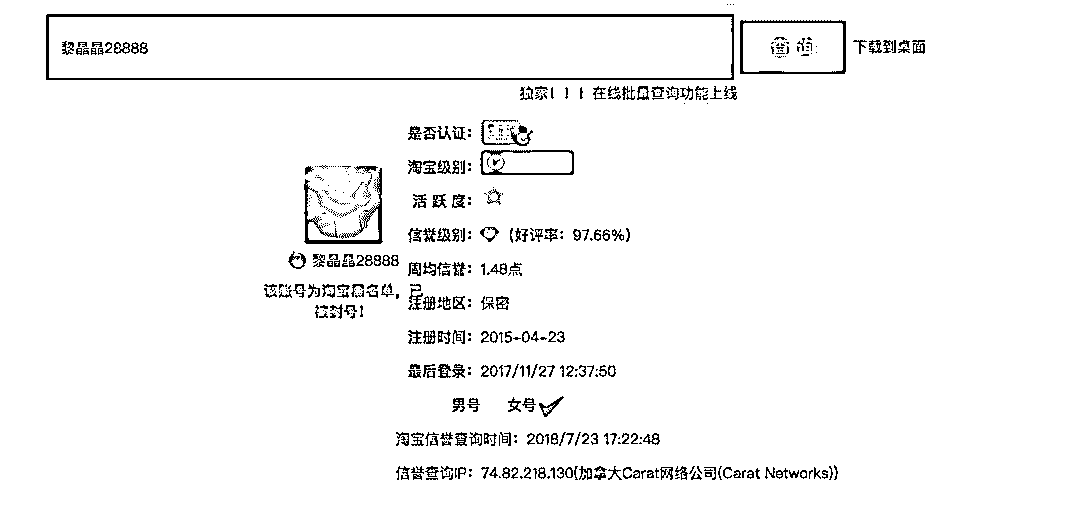 黎晶晶28888
查 询
下载到桌面
独家！！！在线批量查询功能上线
是否认证：
淘宝级别：
活 跃 度：
信誉级别： (好评率：97.66%)
黎晶晶28888
周均信誉：1.48点
该账号为淘宝黑名单，已
被封号！
注册地区：保密
注册时间：2015-04-23
最后登录：2017/11/27 12:37:50
男号 女号
淘宝信誉查询时间：2018/7/23 17:22:48
信誉查询IP：74.82.218.130(加拿大Carat网络公司(Carat Networks))